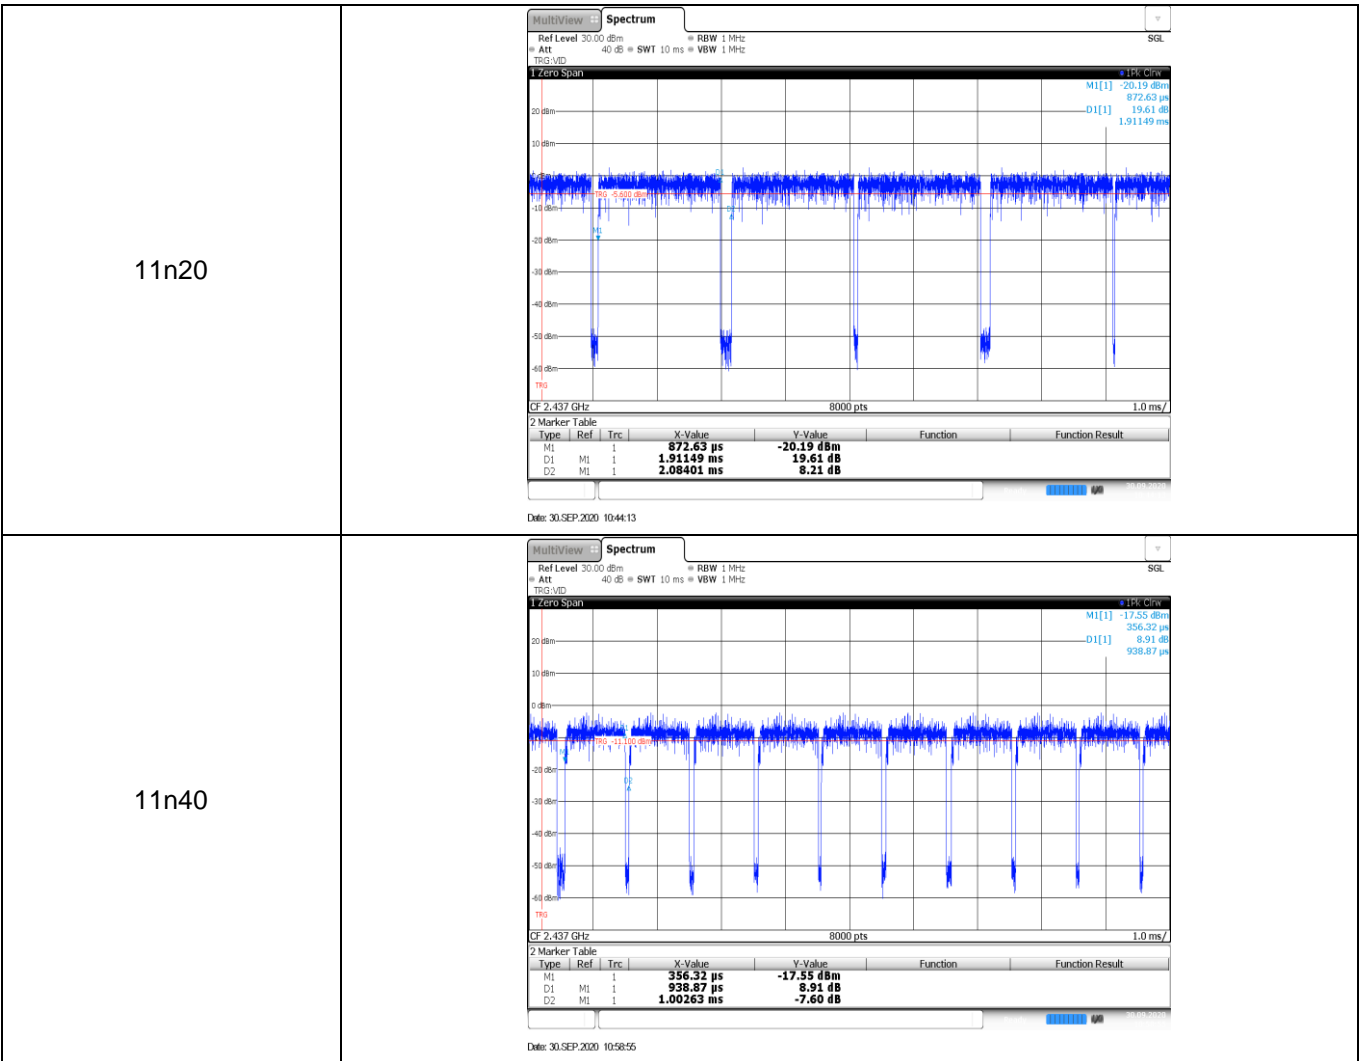 11n20
MultiView Spectrum
Ref Level 30.00 dBm RBW 1 MHz SGL
Att 40 dB SWT 10 ms VBW 1 MHz
TRG:VID
1 Zero Span 1Pk Clrw
M1[1] -20.19 dBm
872.63 µs
20 dBm D1[1] 19.61 dB
1.91149 ms
10 dBm
TRG -5.600 dBm
-10 dBm
M1
-20 dBm
-30 dBm
-40 dBm
-50 dBm
-60 dBm
TRG
CF 2.437 GHz 8000 pts 1.0 ms/
2 Marker Table
Type Ref Trc X-Value Y-Value Function Function Result
M1 1 872.63 µs -20.19 dBm
D1 M1 1 1.91149 ms 19.61 dB
D2 M1 1 2.08401 ms 8.21 dB
Date: 30.SEP.2020 10:44:13
11n40
MultiView Spectrum
Ref Level 30.00 dBm RBW 1 MHz SGL
Att 40 dB SWT 10 ms VBW 1 MHz
TRG:VID
1 Zero Span 1Pk Clrw
M1[1] -17.55 dBm
356.32 µs
20 dBm D1[1] 8.91 dB
938.87 µs
10 dBm
0 dBm
TRG -11.100 dBm
-20 dBm
D2
-30 dBm
-40 dBm
-50 dBm
-60 dBm
TRG
CF 2.437 GHz 8000 pts 1.0 ms/
2 Marker Table
Type Ref Trc X-Value Y-Value Function Function Result
M1 1 356.32 µs -17.55 dBm
D1 M1 1 938.87 µs 8.91 dB
D2 M1 1 1.00263 ms -7.60 dB
Date: 30.SEP.2020 10:58:55